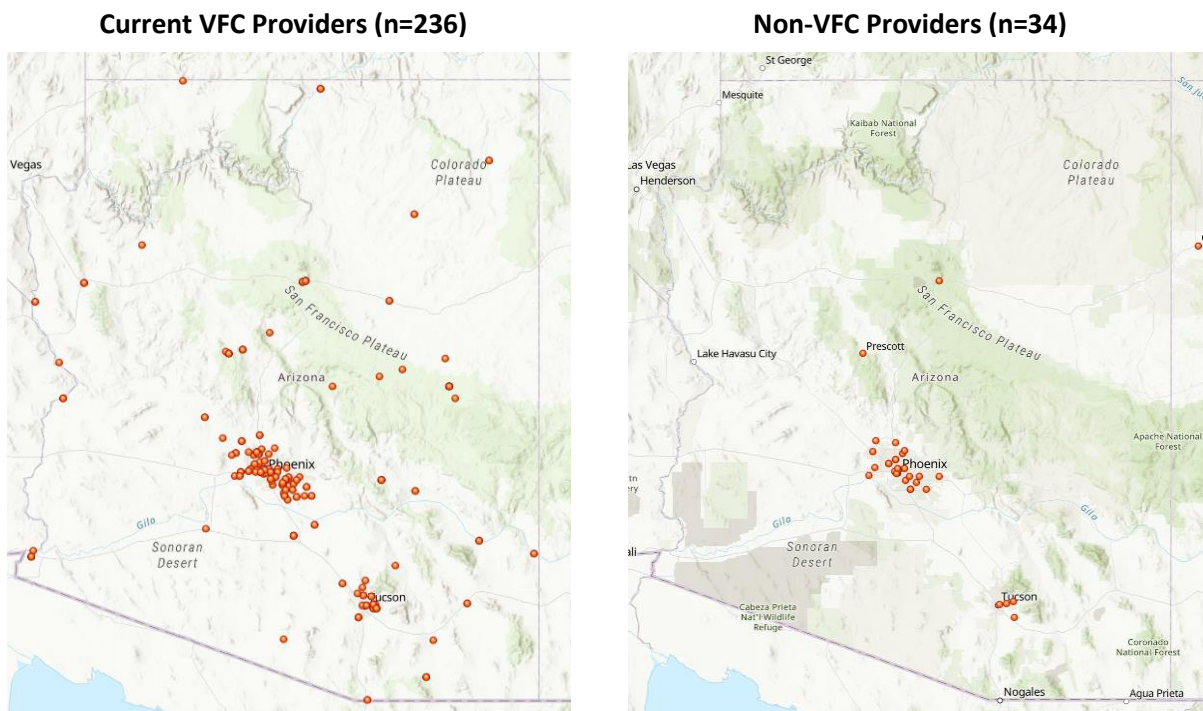 Current VFC Providers (n=236)
Non-VFC Providers (n=34)
Vegas
Colorado
Plateau
San Francisco Plateau
Arizona
Phoenix
Gila
Sonoran
Desert
Tucson
St George
Mesquite
San Ju
Kaibab National
Forest
Las Vegas
Henderson
Colorado
Plateau
San Francisco Plateau
Prescott
Lake Havasu City
Arizona
Apache National
Forest
Phoenix
Gila
Gila
Sonoran
Desert
Tucson
Cabeza Prieta
Nat'l Wildlife
Refuge
Coronado
National Forest
Nogales
Agua Prieta